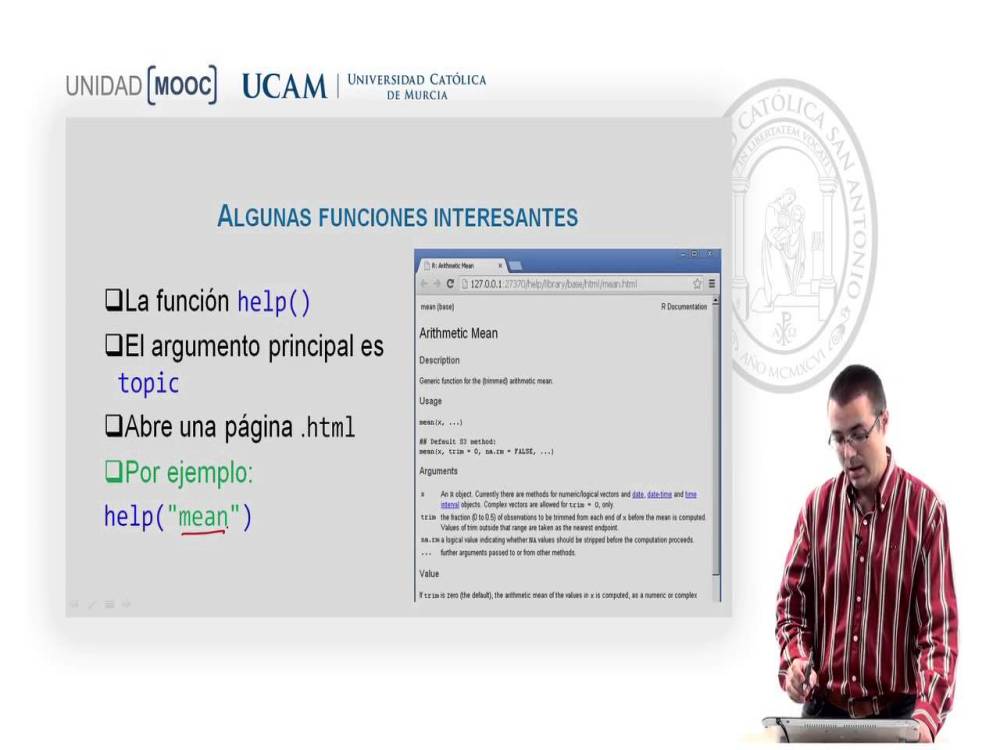 UNIDAD [MOOC] UCAM | UNIVERSIDAD CATÓLICA
DE MURCIA
ALGUNAS FUNCIONES INTERESANTES
❑La función help()
❑El argumento principal es
topic
❑Abre una página .html
❑Por ejemplo:
help("mean")
R: Arithmetic Mean
127.0.0.1:27370/help/library/base/html/mean.html
mean {base} R Documentation
Arithmetic Mean
Description
Generic function for the (trimmed) arithmetic mean.
Usage
mean(x, ...)
## Default S3 method:
mean(x, trim = 0, na.rm = FALSE, ...)
Arguments
x An R object. Currently there are methods for numeric/logical vectors and date, date-time and time
interval objects. Complex vectors are allowed for trim = 0, only.
trim the fraction (0 to 0.5) of observations to be trimmed from each end of x before the mean is computed.
Values of trim outside that range are taken as the nearest endpoint.
na.rm a logical value indicating whether NA values should be stripped before the computation proceeds.
... further arguments passed to or from other methods.
Value
If trim is zero (the default), the arithmetic mean of the values in x is computed, as a numeric or complex
CATÓLICA SAN ANTONIO
LIBERTATEM
AÑO MCMXCVI